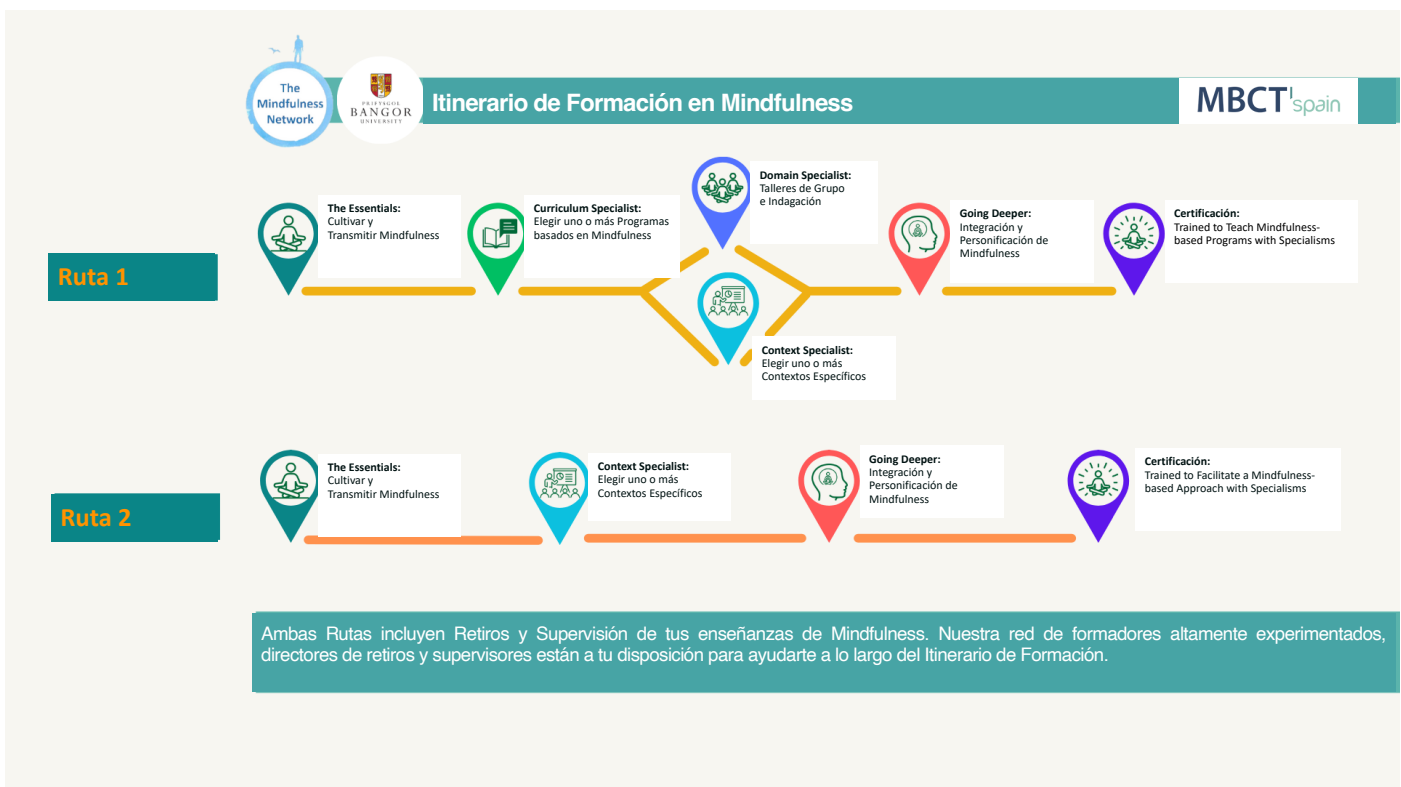 The
Mindfulness
Network
PRIFYSGOL
BANGOR
UNIVERSITY
Itinerario de Formación en Mindfulness
MBCT'spain
Ruta 1
The Essentials:
Cultivar y
Transmitir Mindfulness
Curriculum Specialist:
Elegir uno o más Programas
basados en Mindfulness
Domain Specialist:
Talleres de Grupo
e Indagación
Context Specialist:
Elegir uno o más
Contextos Específicos
Going Deeper:
Integración y
Personificación de
Mindfulness
Certificación:
Trained to Teach Mindfulness-
based Programs with Specialisms
Ruta 2
The Essentials:
Cultivar y
Transmitir Mindfulness
Context Specialist:
Elegir uno o más
Contextos Específicos
Going Deeper:
Integración y
Personificación de
Mindfulness
Certificación:
Trained to Facilitate a Mindfulness-
based Approach with Specialisms
Ambas Rutas incluyen Retiros y Supervisión de tus enseñanzas de Mindfulness. Nuestra red de formadores altamente experimentados,
directores de retiros y supervisores están a tu disposición para ayudarte a lo largo del Itinerario de Formación.